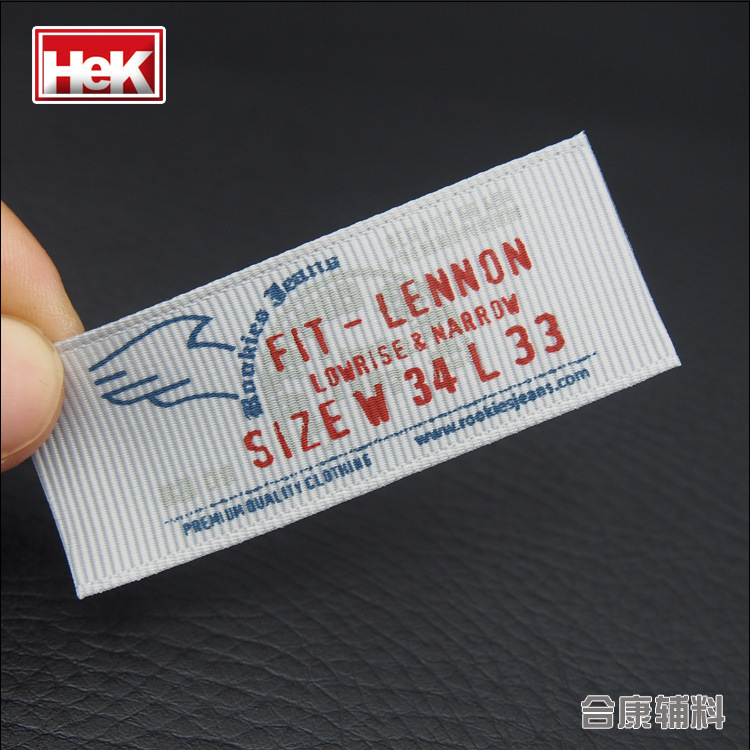 HeK
Rookies Jeans
FIT - LENNON
LOWRISE & NARROW
SIZE W 34 L 33
www.rookiesjeans.com
PREMIUM QUALITY CLOTHING
合康辅料